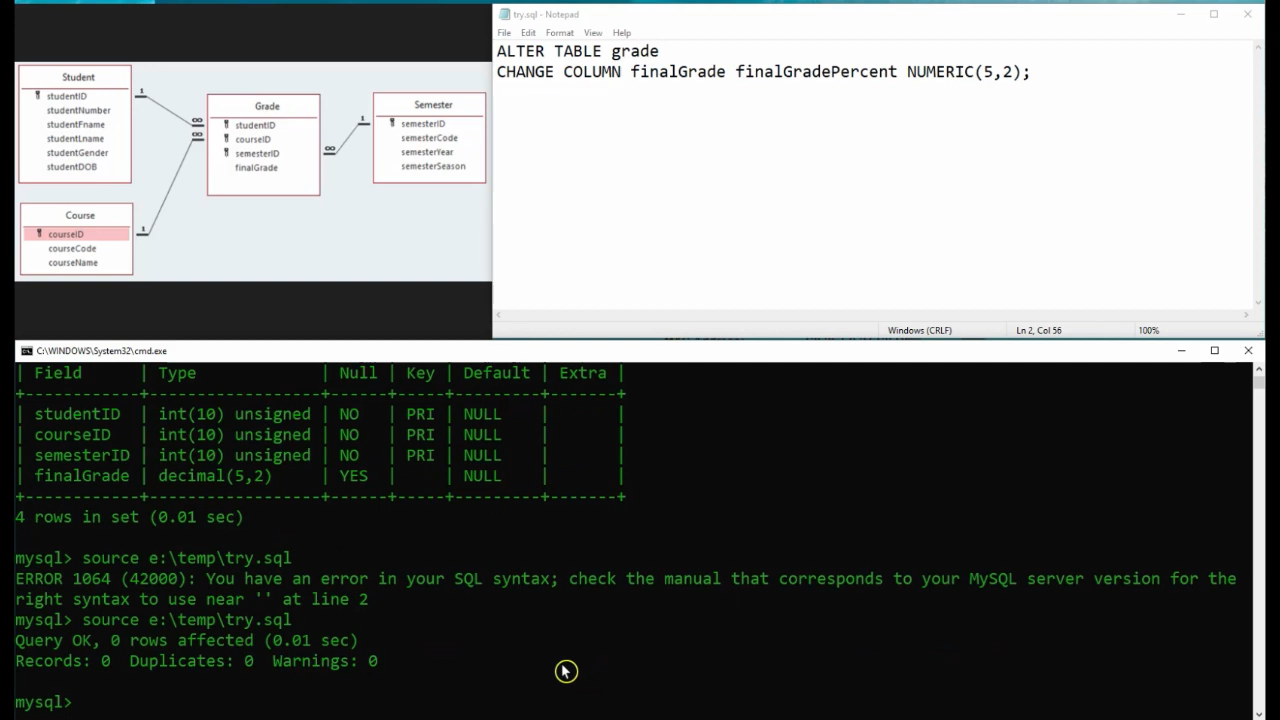 Student
studentID
studentNumber
studentFname
studentLname
studentGender
studentDOB
1
∞
∞
Grade
studentID
courseID
semesterID
finalGrade
∞
1
Semester
semesterID
semesterCode
semesterYear
semesterSeason
Course
courseID
courseCode
courseName
1
try.sql - Notepad
File Edit Format View Help
ALTER TABLE grade
CHANGE COLUMN finalGrade finalGradePercent NUMERIC(5,2);
Windows (CRLF) Ln 2, Col 56 100%
C:\WINDOWS\System32\cmd.exe
| Field | Type | Null | Key | Default | Extra |
+-----------+------------------+------+-----+---------+-------+
| studentID | int(10) unsigned | NO | PRI | NULL | |
| courseID | int(10) unsigned | NO | PRI | NULL | |
| semesterID | int(10) unsigned | NO | PRI | NULL | |
| finalGrade | decimal(5,2) | YES | | NULL | |
+------------+------------------+------+-----+---------+-------+
4 rows in set (0.01 sec)
mysql> source e:\temp\try.sql
ERROR 1064 (42000): You have an error in your SQL syntax; check the manual that corresponds to your MySQL server version for the
right syntax to use near '' at line 2
mysql> source e:\temp\try.sql
Query OK, 0 rows affected (0.01 sec)
Records: 0 Duplicates: 0 Warnings: 0
mysql>